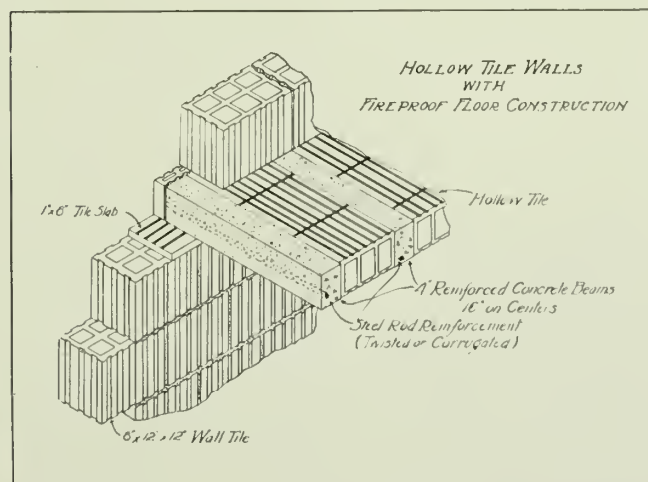 HOLLOW TILE WALLS
WITH
FIREPROOF FLOOR CONSTRUCTION
1"x6" Tile Slab
Hollow Tile
4" Reinforced Concrete Beams
16" on Centers
Steel Rod Reinforcement
(Twisted or Corrugated)
8"x12"x12" Wall Tile